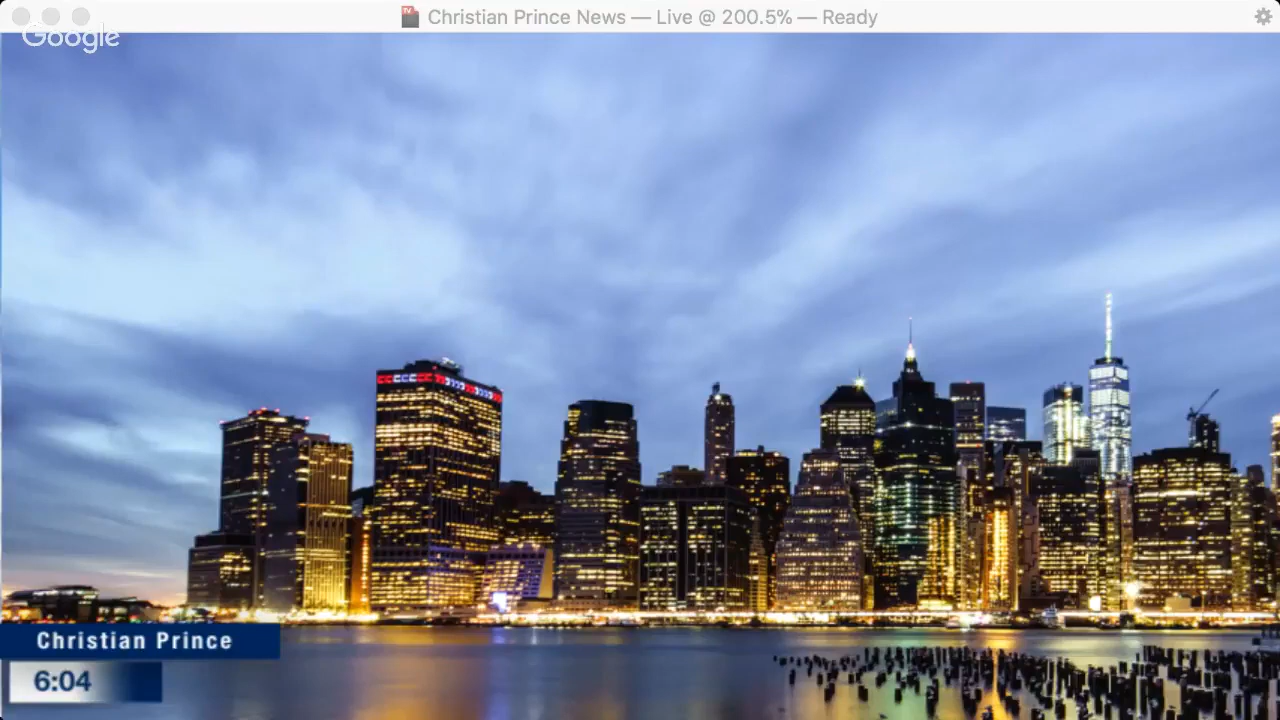 Christian Prince News — Live @ 200.5% — Ready
Google
Christian Prince
6:04